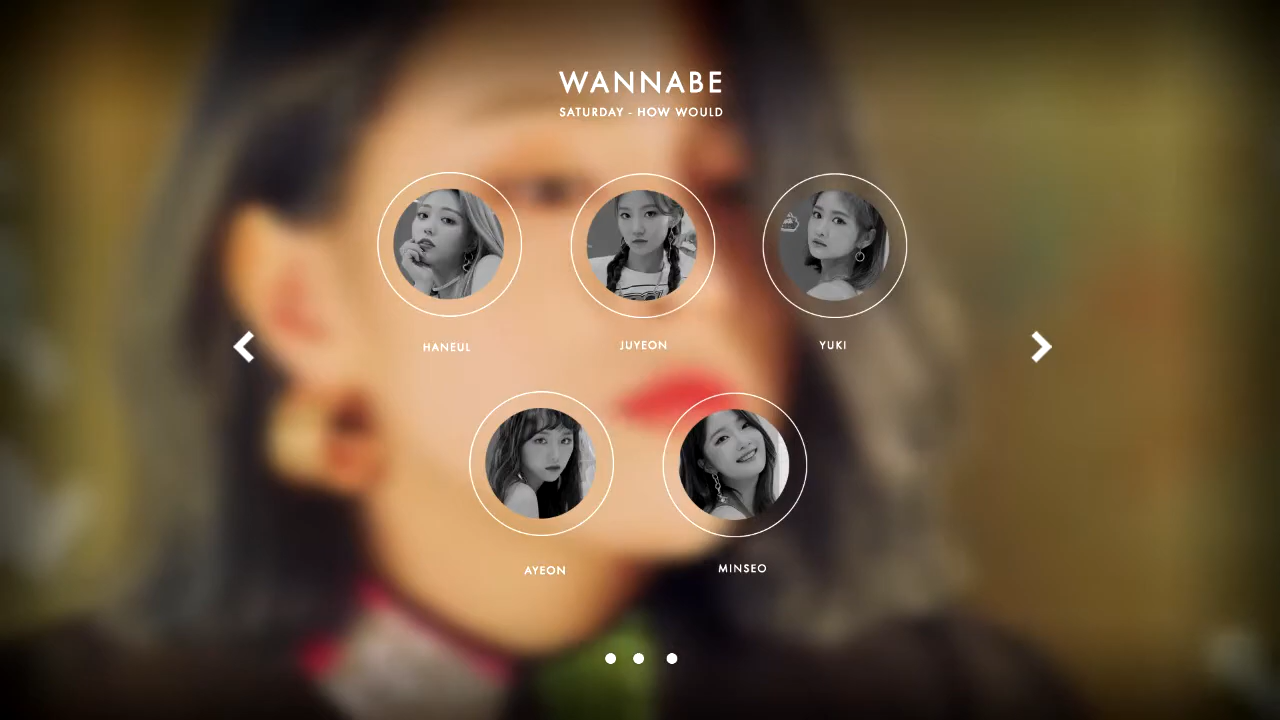 WANNABE
SATURDAY - HOW WOULD
HANEUL
JUYEON
YUKI
AYEON
MINSEO